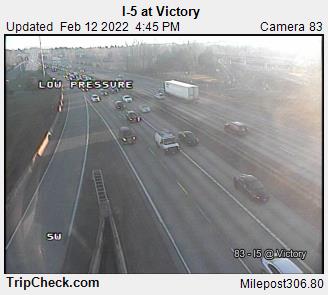 I-5 at Victory
Updated Feb 12 2022 4:45 PM Camera 83
LOW PRESSURE
SW
83 - I5 @ Victory
TripCheck.com Milepost306.80